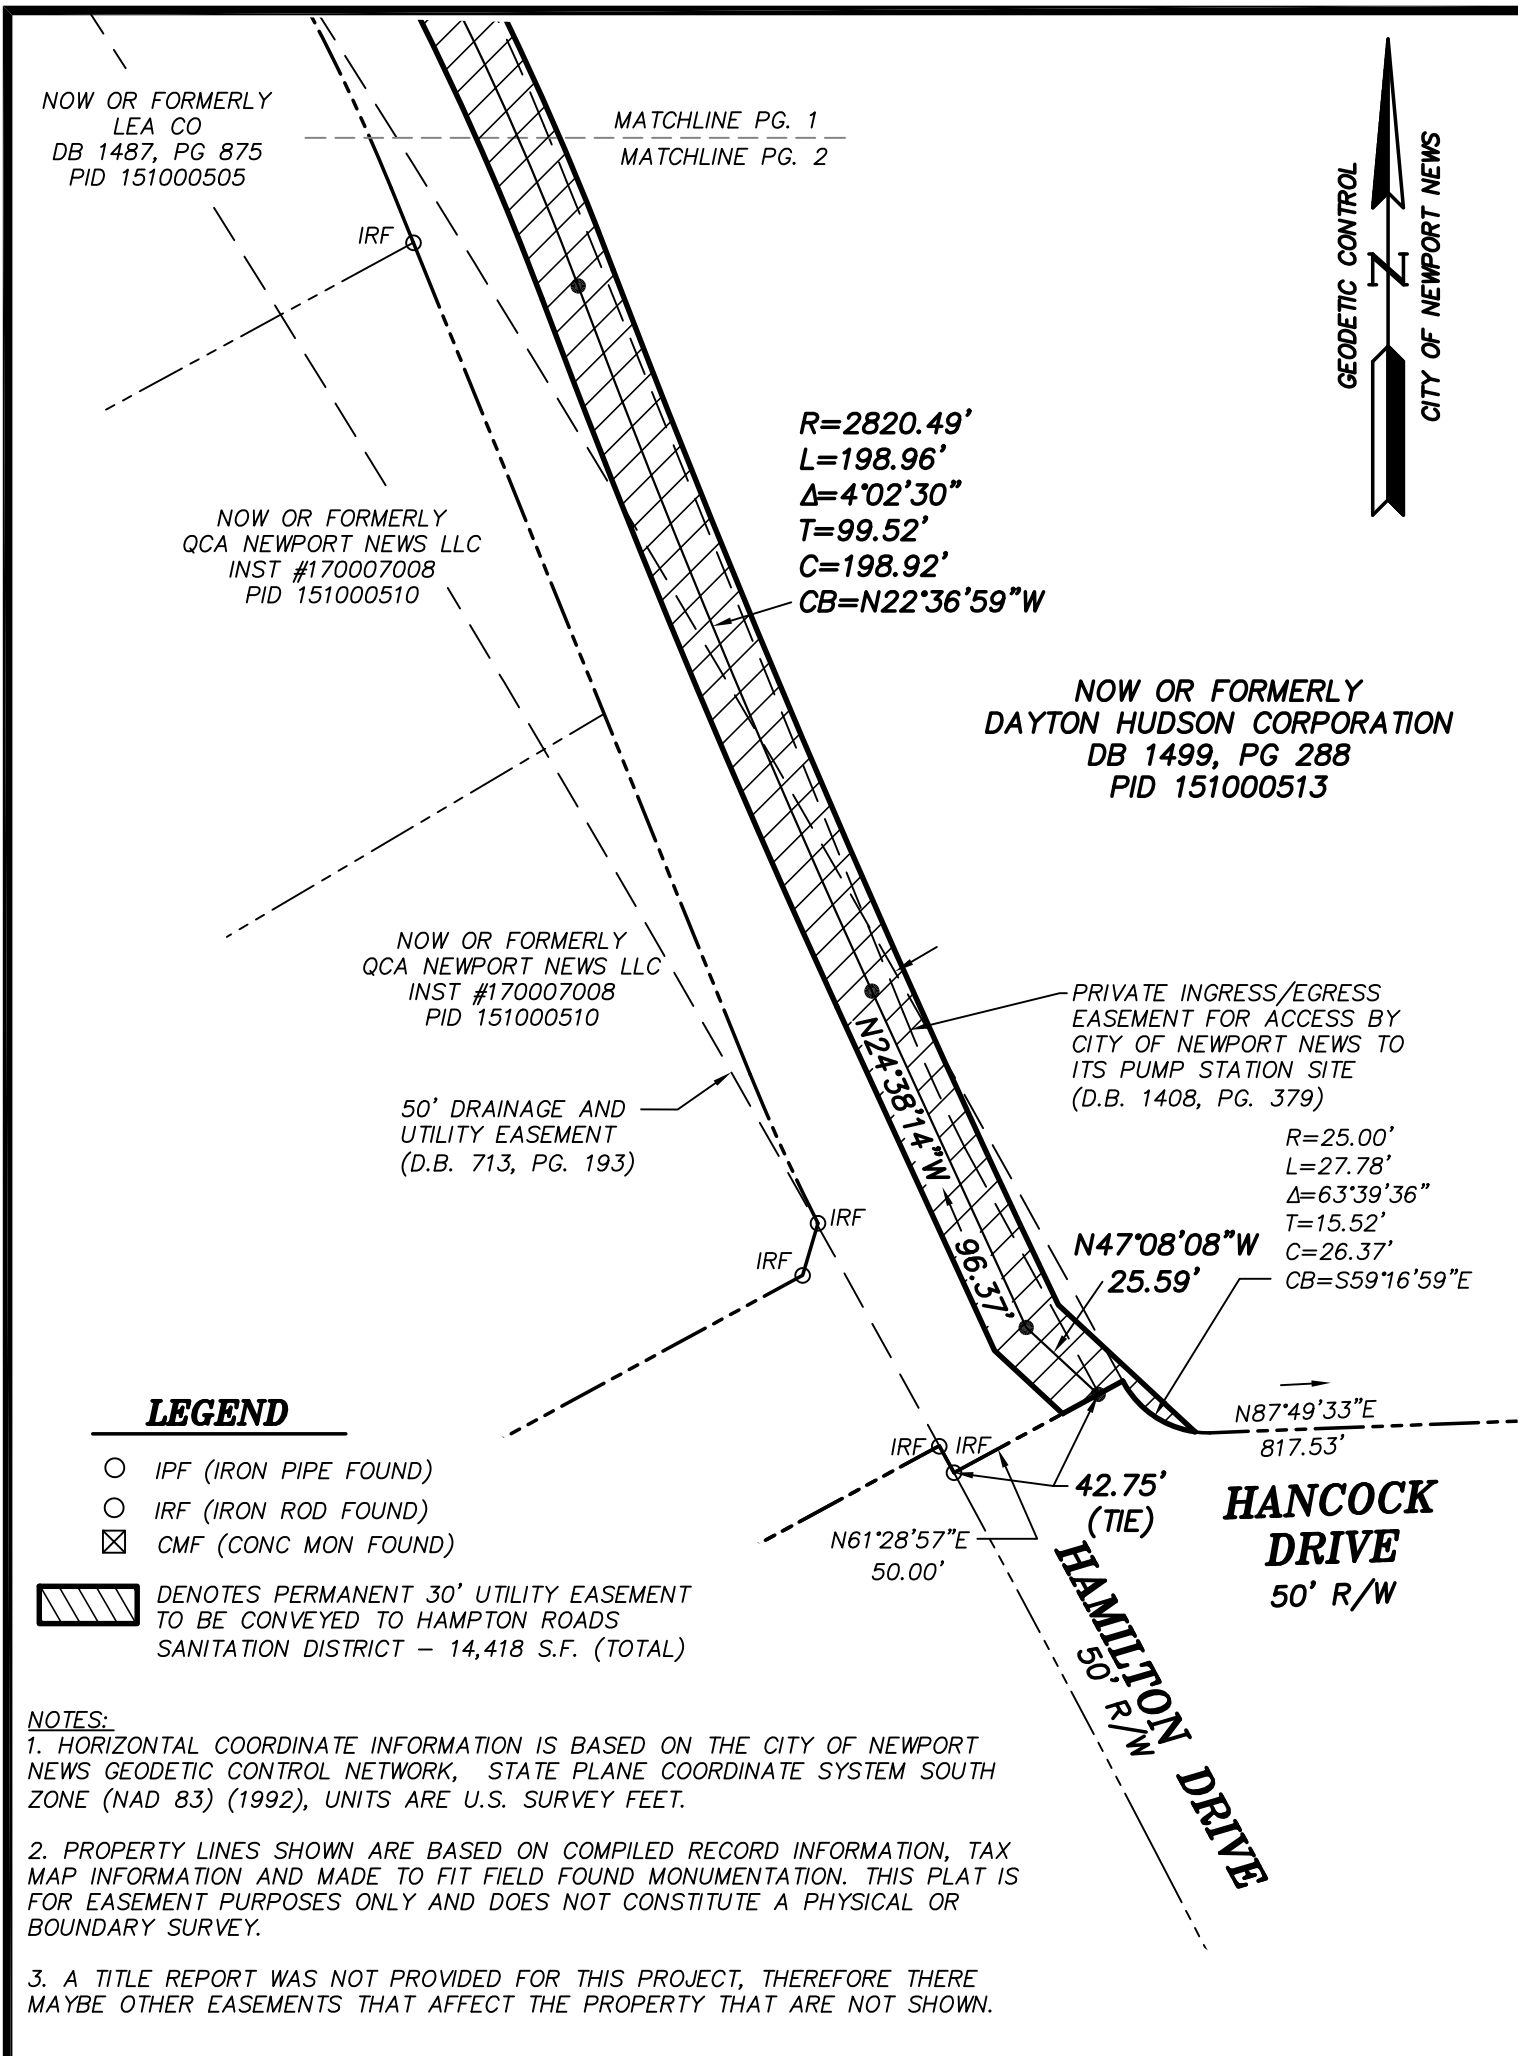 NOW OR FORMERLY
LEA CO
DB 1487, PG 875
PID 151000505
MATCHLINE PG. 1
MATCHLINE PG. 2
GEODETIC CONTROL
N
CITY OF NEWPORT NEWS
IRF
R=2820.49'
L=198.96'
Δ=4°02'30"
T=99.52'
C=198.92'
CB=N22°36'59"W
NOW OR FORMERLY
QCA NEWPORT NEWS LLC
INST #170007008
PID 151000510
NOW OR FORMERLY
DAYTON HUDSON CORPORATION
DB 1499, PG 288
PID 151000513
NOW OR FORMERLY
QCA NEWPORT NEWS LLC
INST #170007008
PID 151000510
PRIVATE INGRESS/EGRESS
EASEMENT FOR ACCESS BY
CITY OF NEWPORT NEWS TO
ITS PUMP STATION SITE
(D.B. 1408, PG. 379)
N24°38'14"W
96.37'
50' DRAINAGE AND
UTILITY EASEMENT
(D.B. 713, PG. 193)
R=25.00'
L=27.78'
Δ=63°39'36"
T=15.52'
C=26.37'
CB=S59°16'59"E
IRF
IRF
N47°08'08"W
25.59'
N87°49'33"E
817.53'
IRF
IRF
42.75'
(TIE)
N61°28'57"E
50.00'
HANCOCK
DRIVE
50' R/W
HAMILTON DRIVE
50' R/W
LEGEND
IPF (IRON PIPE FOUND)
IRF (IRON ROD FOUND)
CMF (CONC MON FOUND)
DENOTES PERMANENT 30' UTILITY EASEMENT
TO BE CONVEYED TO HAMPTON ROADS
SANITATION DISTRICT – 14,418 S.F. (TOTAL)
NOTES:
1. HORIZONTAL COORDINATE INFORMATION IS BASED ON THE CITY OF NEWPORT
NEWS GEODETIC CONTROL NETWORK, STATE PLANE COORDINATE SYSTEM SOUTH
ZONE (NAD 83) (1992), UNITS ARE U.S. SURVEY FEET.
2. PROPERTY LINES SHOWN ARE BASED ON COMPILED RECORD INFORMATION, TAX
MAP INFORMATION AND MADE TO FIT FIELD FOUND MONUMENTATION. THIS PLAT IS
FOR EASEMENT PURPOSES ONLY AND DOES NOT CONSTITUTE A PHYSICAL OR
BOUNDARY SURVEY.
3. A TITLE REPORT WAS NOT PROVIDED FOR THIS PROJECT, THEREFORE THERE
MAYBE OTHER EASEMENTS THAT AFFECT THE PROPERTY THAT ARE NOT SHOWN.